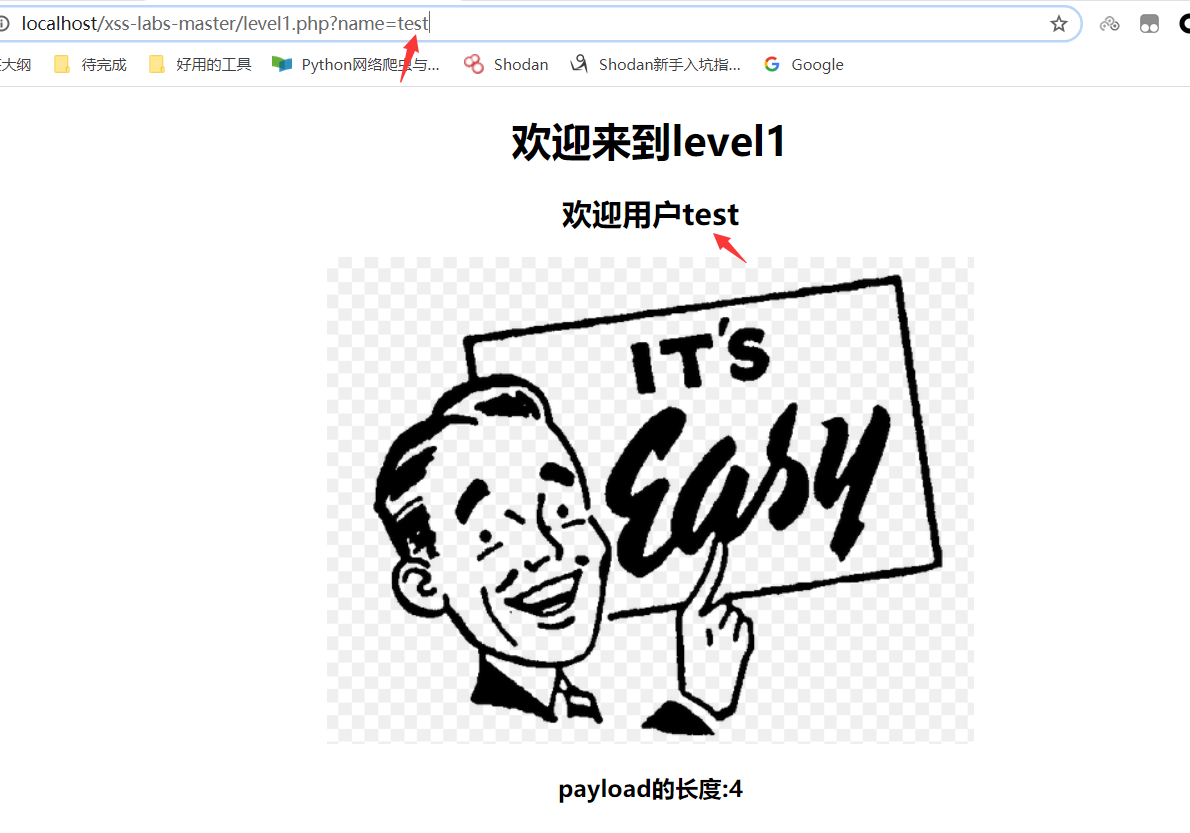 localhost/xss-labs-master/level1.php?name=test
大纲 待完成 好用的工具 Python网络爬虫与... Shodan Shodan新手入坑指... Google
欢迎来到level1
欢迎用户test
IT'S
Easy
payload的长度:4